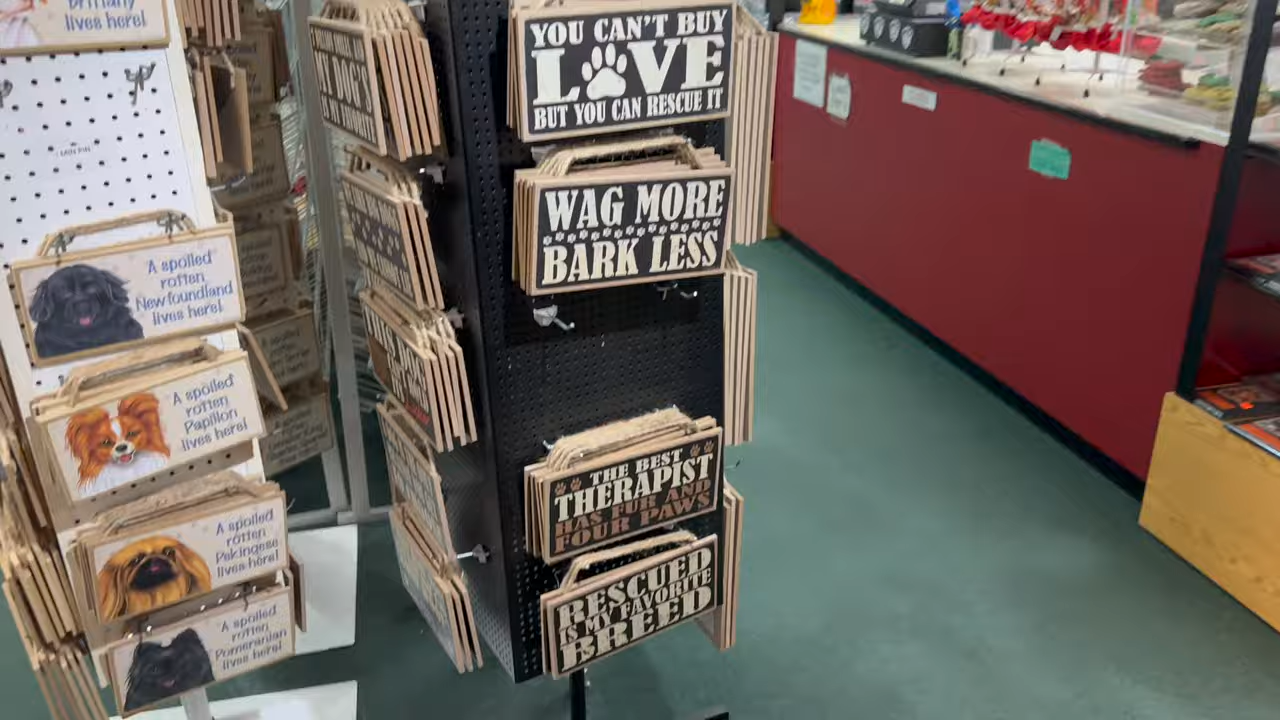 Brittany
lives here!
A spoiled
rotten
Newfoundland
lives here!
A spoiled
rotten
Papillon
lives here!
A spoiled
rotten
Pekingese
lives here!
A spoiled
rotten
Pomeranian
lives here!
YOU CAN'T BUY
LOVE
BUT YOU CAN RESCUE IT
WAG MORE
BARK LESS
THE BEST
THERAPIST
HAS FUR AND
FOUR PAWS
RESCUED
IS MY FAVORITE
BREED